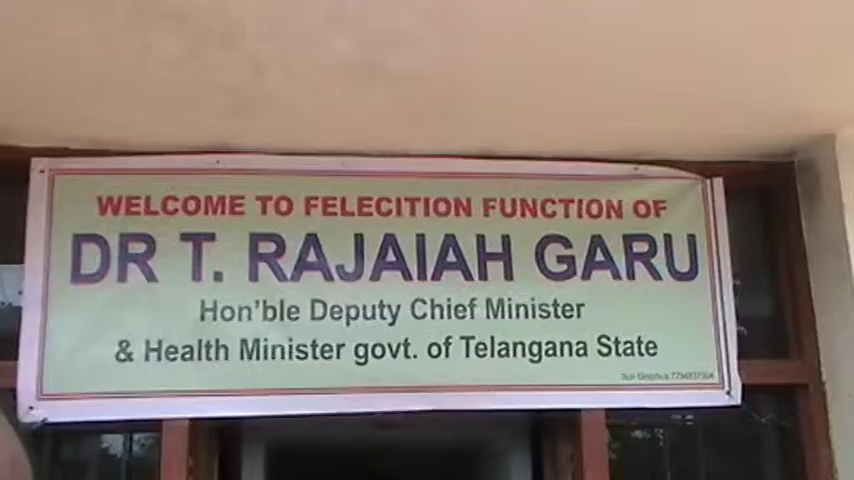 WELCOME TO FELECITION FUNCTION OF
DR T. RAJAIAH GARU
Hon'ble Deputy Chief Minister
& Health Minister govt. of Telangana State